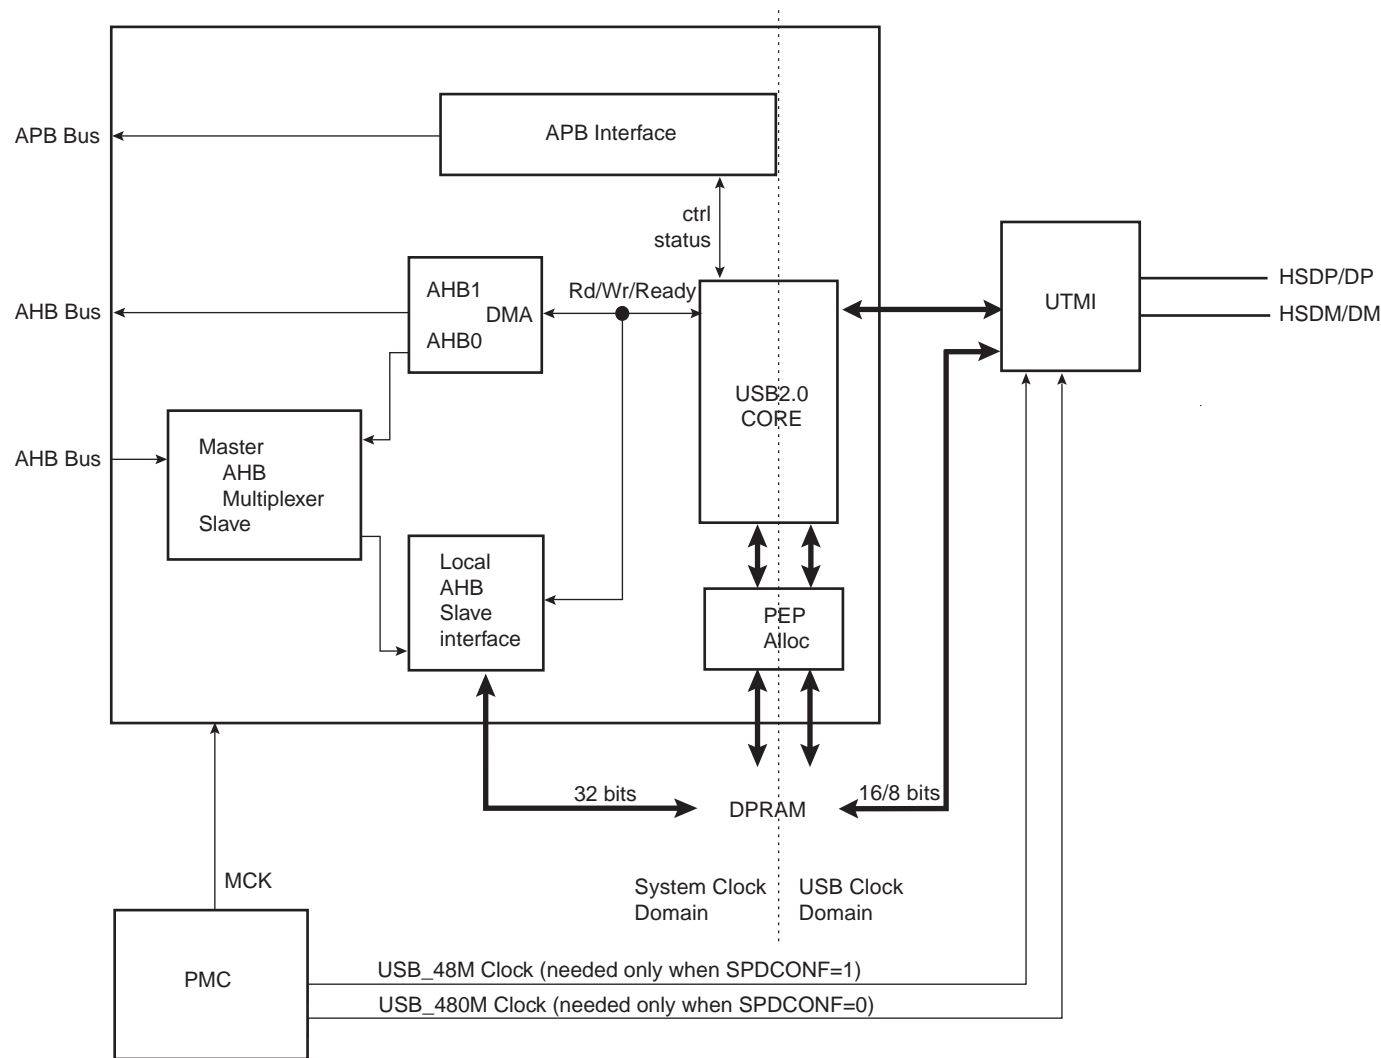 APB Bus
APB Interface
ctrl
status
AHB Bus
AHB1
DMA
AHB0
Rd/Wr/Ready
UTMI
HSDP/DP
HSDM/DM
USB2.0
CORE
AHB Bus
Master
AHB
Multiplexer
Slave
Local
AHB
Slave
interface
PEP
Alloc
32 bits
DPRAM
16/8 bits
MCK
System Clock
Domain
USB Clock
Domain
PMC
USB_48M Clock (needed only when SPDCONF=1)
USB_480M Clock (needed only when SPDCONF=0)